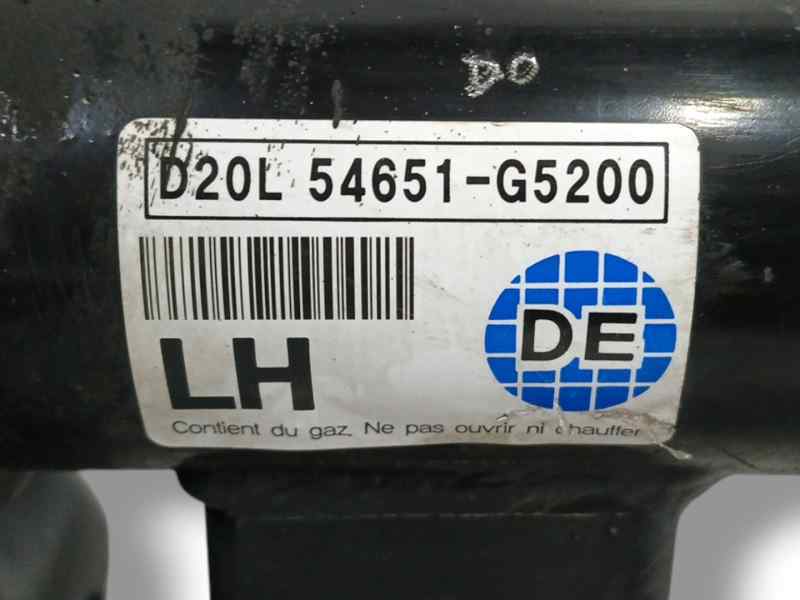 DO
D20L 54651-G5200
DE
LH
Contient du gaz. Ne pas ouvrir ni chauffer